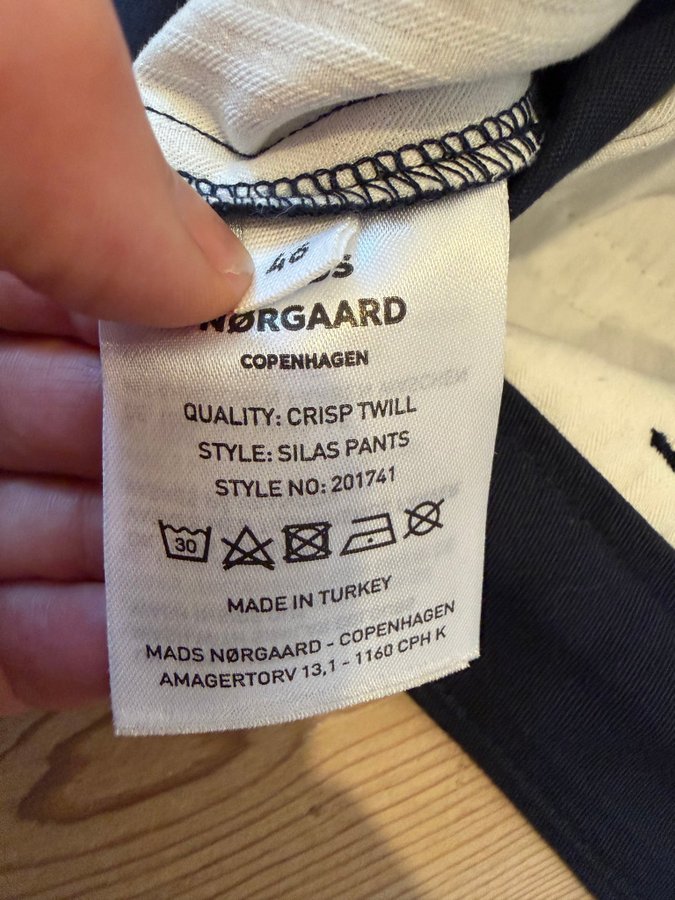 46
NØRGAARD
COPENHAGEN
QUALITY: CRISP TWILL
STYLE: SILAS PANTS
STYLE NO: 201741
30
MADE IN TURKEY
MADS NØRGAARD - COPENHAGEN
AMAGERTORV 13,1 - 1160 CPH K